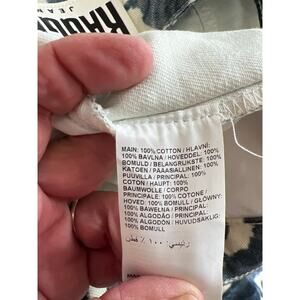 JEANS
MAIN: 100% COTTON / HLAVNÍ:
100% BAVLNA / HOVEDDEL: 100%
BOMULD / BELANGRIJKSTE: 100%
KATOEN / PÄÄASIALLINEN: 100%
PUUVILLA / PRINCIPAL: 100%
COTON / HAUPT: 100%
BAUMWOLLE / CORPO
PRINCIPALE: 100% COTONE /
HOVED: 100% BOMULL / GŁÓWNY:
100% BAWEŁNA / PRINCIPAL:
100% ALGODÃO / PRINCIPAL:
100% ALGODÓN / HUVUDSAKLIG:
100% BOMULL
رئيسي: ١٠٠٪ قطن